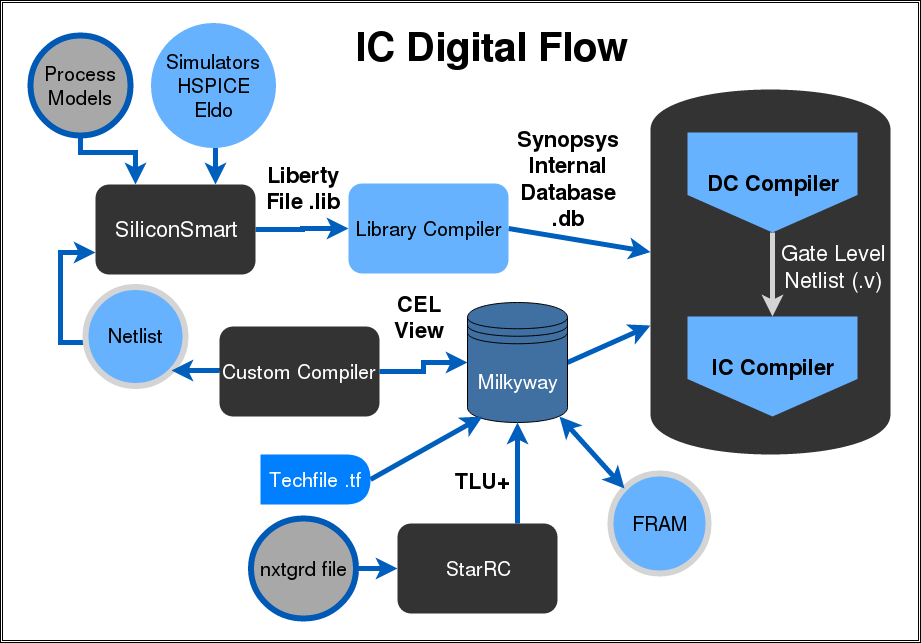 IC Digital Flow
Process
Models
Simulators
HSPICE
Eldo
SiliconSmart
Liberty
File .lib
Library Compiler
Synopsys
Internal
Database
.db
DC Compiler
Gate Level
Netlist (.v)
IC Compiler
Netlist
Custom Compiler
CEL
View
Milkyway
Techfile .tf
TLU+
FRAM
nxtgrd file
StarRC